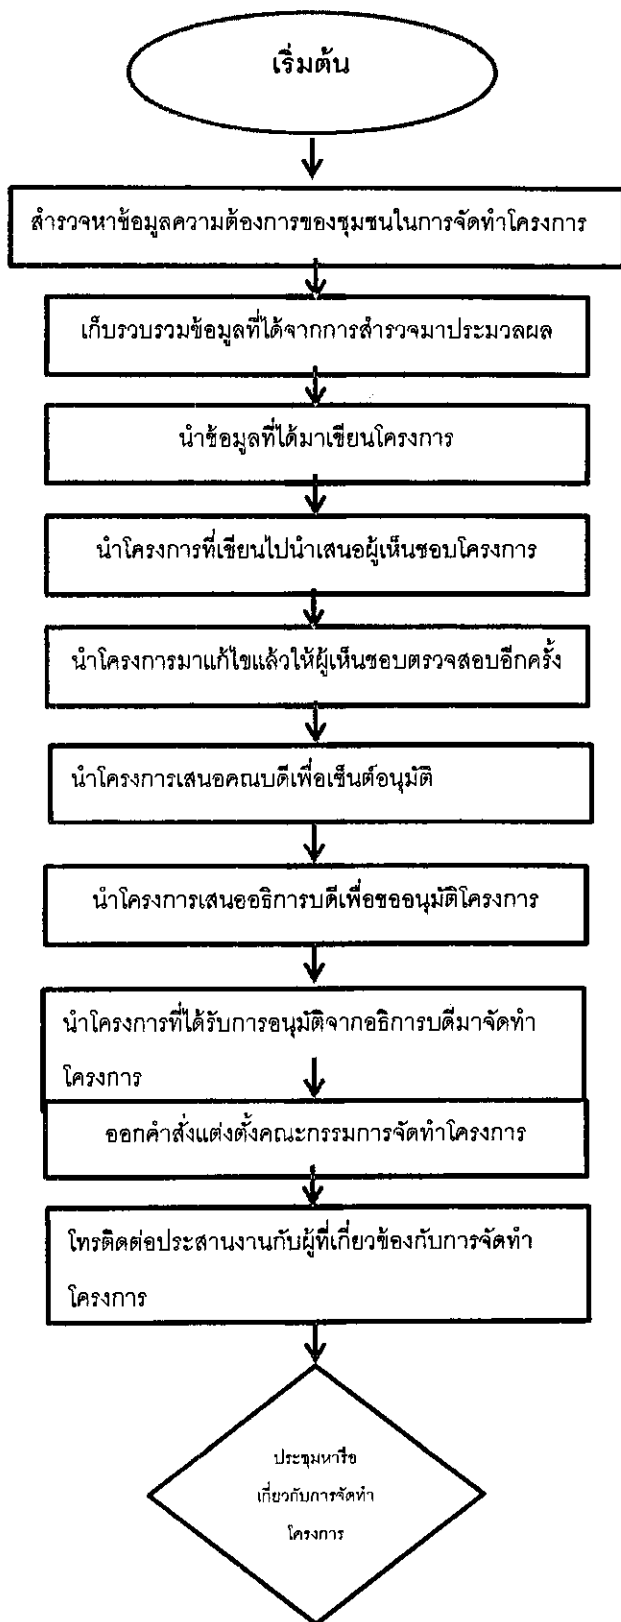 เริ่มต้น
สำรวจหาข้อมูลความต้องการของชุมชนในการจัดทำโครงการ
เก็บรวบรวมข้อมูลที่ได้จากการสำรวจมาประมวลผล
นำข้อมูลที่ได้มาเขียนโครงการ
นำโครงการที่เขียนไปนำเสนอผู้เห็นชอบโครงการ
นำโครงการมาแก้ไขแล้วให้ผู้เห็นชอบตรวจสอบอีกครั้ง
นำโครงการเสนอคณบดีเพื่อเซ็นต์อนุมัติ
นำโครงการเสนออธิการบดีเพื่อขออนุมัติโครงการ
นำโครงการที่ได้รับการอนุมัติจากอธิการบดีมาจัดทำ
โครงการ
ออกคำสั่งแต่งตั้งคณะกรรมการจัดทำโครงการ
โทรติดต่อประสานงานกับผู้ที่เกี่ยวข้องกับการจัดทำ
โครงการ
ประชุมหารือ
เกี่ยวกับการจัดทำ
โครงการ